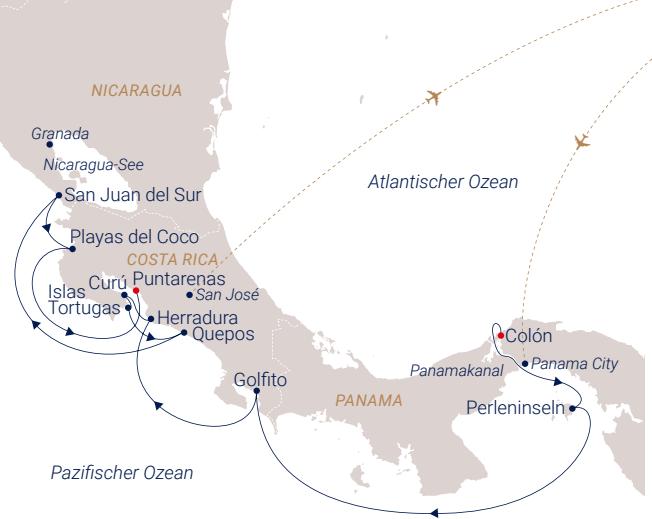 NICARAGUA
Granada
Nicaragua-See
Atlantischer Ozean
San Juan del Sur
Playas del Coco
COSTA RICA
Curú
Puntarenas
Islas
Tortugas
San José
Herradura
Quepos
Colón
Panamakanal
Panama City
Golfito
PANAMA
Perleninseln
Pazifischer Ozean